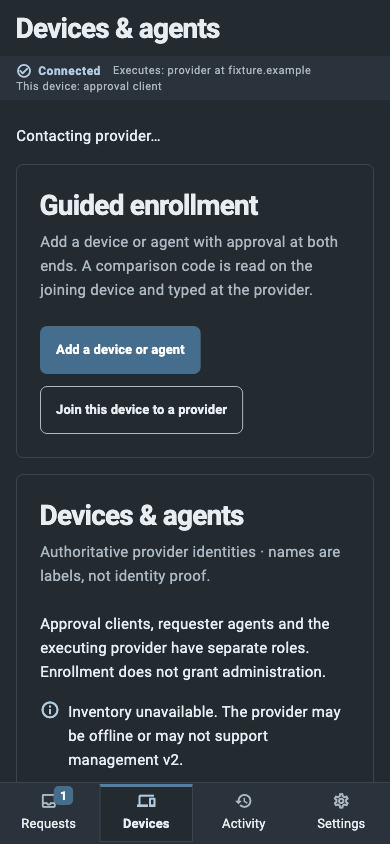 Devices & agents
Connected Executes: provider at fixture.example
This device: approval client
Contacting provider…
Guided enrollment
Add a device or agent with approval at both
ends. A comparison code is read on the
joining device and typed at the provider.
Add a device or agent
Join this device to a provider
Devices & agents
Authoritative provider identities · names are
labels, not identity proof.
Approval clients, requester agents and the
executing provider have separate roles.
Enrollment does not grant administration.
Inventory unavailable. The provider may
be offline or may not support
management v2.
1
Requests Devices Activity Settings